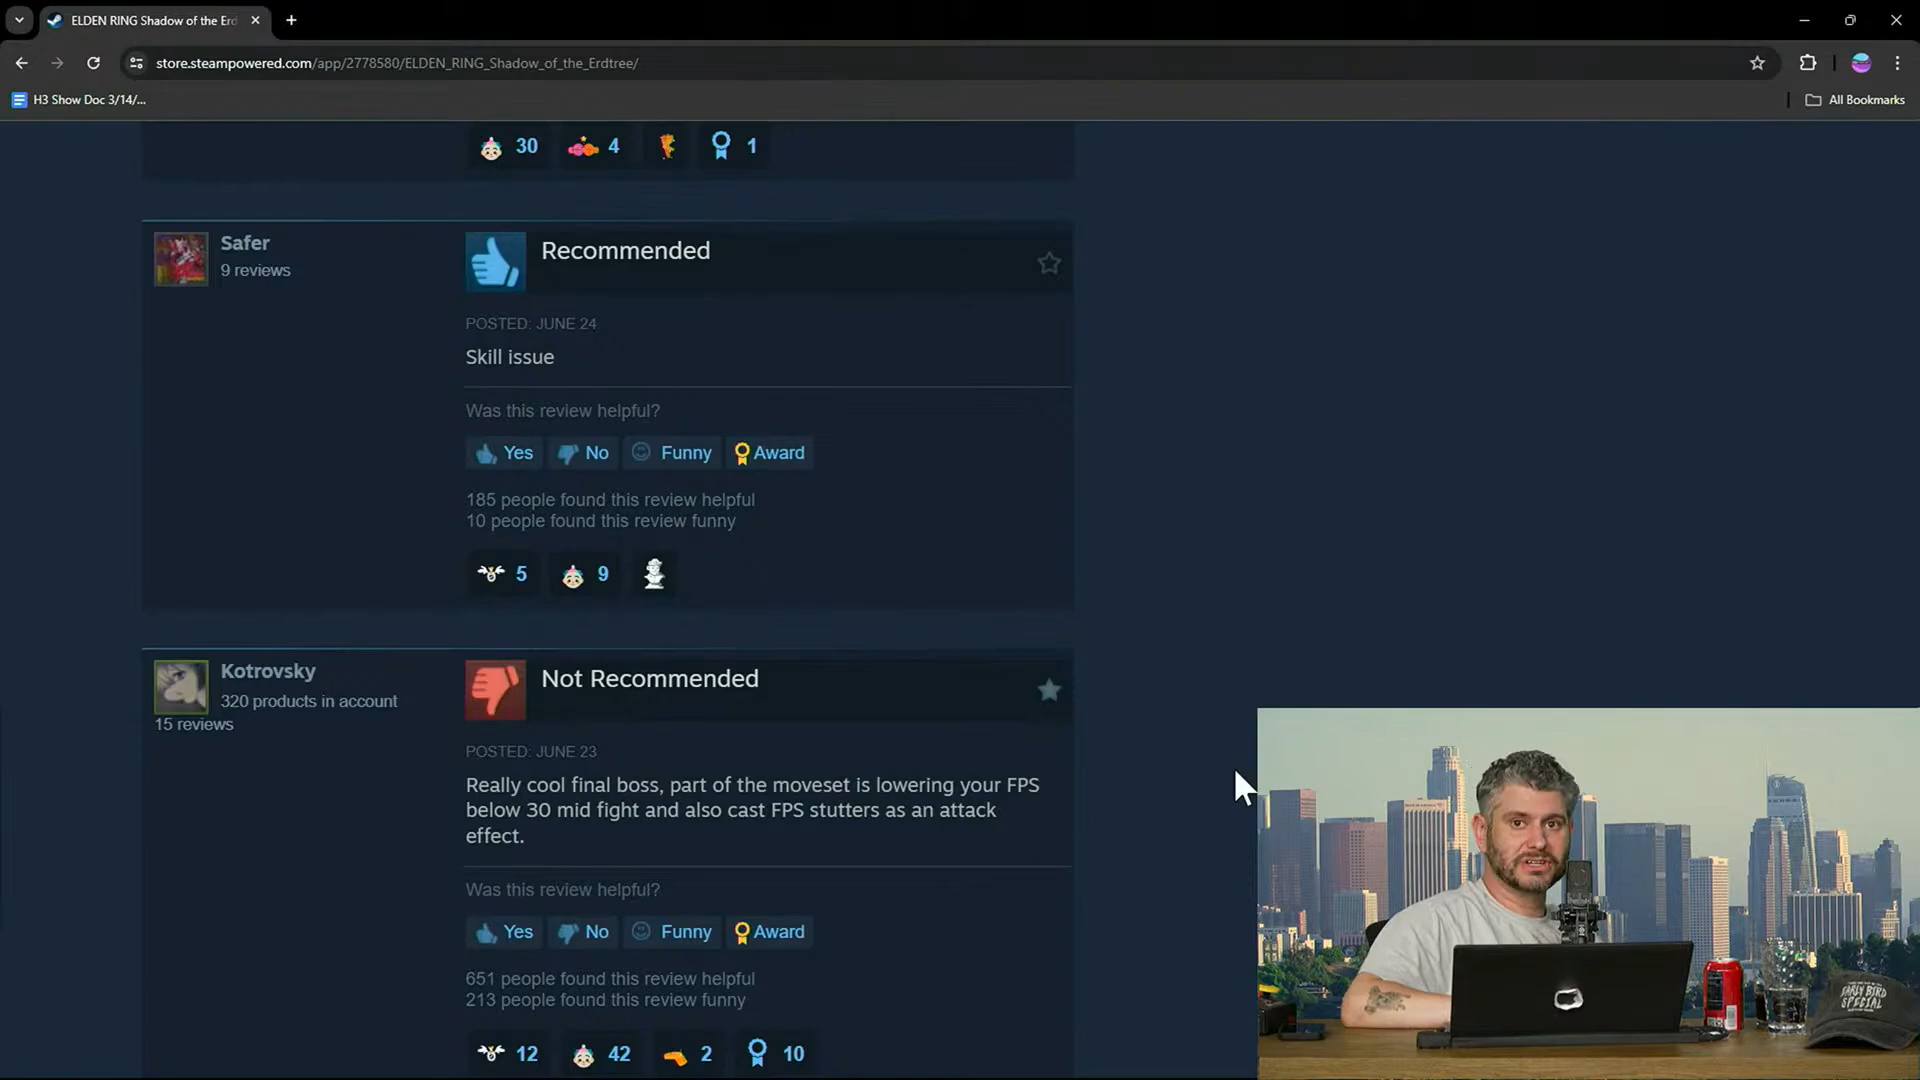 ELDEN RING Shadow of the Erd
store.steampowered.com/app/2778580/ELDEN_RING_Shadow_of_the_Erdtree/
H3 Show Doc 3/14/...
All Bookmarks
30
4
1
Safer
9 reviews
Recommended
POSTED: JUNE 24
Skill issue
Was this review helpful?
Yes
No
Funny
Award
185 people found this review helpful
10 people found this review funny
5
9
Kotrovsky
320 products in account
15 reviews
Not Recommended
POSTED: JUNE 23
Really cool final boss, part of the moveset is lowering your FPS
below 30 mid fight and also cast FPS stutters as an attack
effect.
Was this review helpful?
Yes
No
Funny
Award
651 people found this review helpful
213 people found this review funny
12
42
2
10
EARLY BIRD
SPECIAL